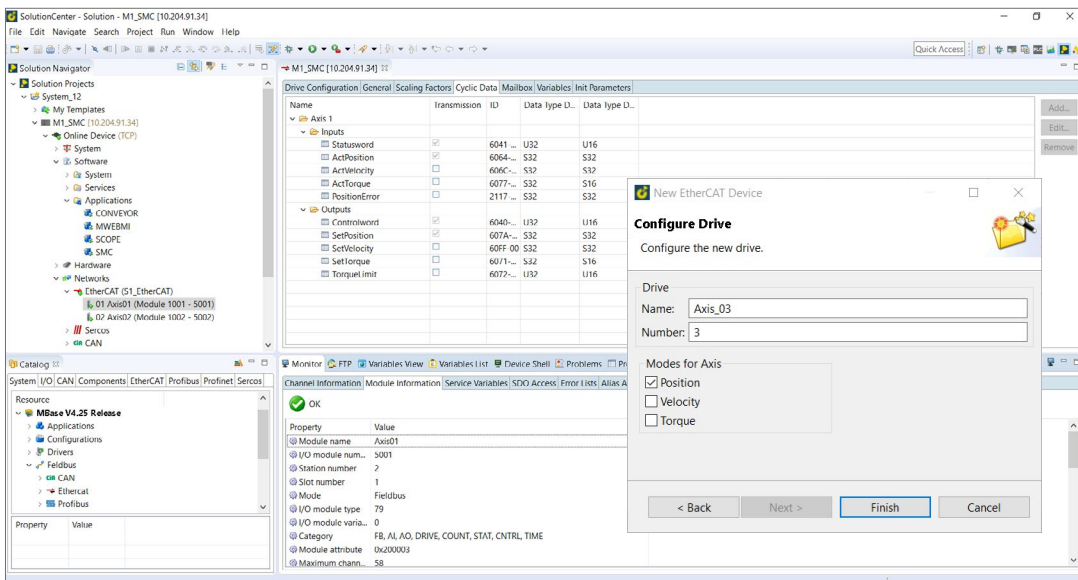 SolutionCenter - Solution - M1_SMC [10.204.91.34]
File Edit Navigate Search Project Run Window Help
Quick Access
Solution Navigator
Solution Projects
System_12
My Templates
M1_SMC [10.204.91.34]
Online Device (TCP)
System
Software
System
Services
Applications
CONVEYOR
MWEBMI
SCOPE
SMC
Hardware
Networks
EtherCAT (S1_EtherCAT)
01 Axis01 (Module 1001 - 5001)
02 Axis02 (Module 1002 - 5002)
Sercos
CAN
M1_SMC [10.204.91.34]
Drive Configuration General Scaling Factors Cyclic Data Mailbox Variables Init Parameters
Name Transmission ID Data Type D... Data Type D...
Axis 1
Inputs
Statusword 6041-... U32 U16
ActPosition 6064-... S32 S32
ActVelocity 606C-... S32 S32
ActTorque 6077-... S32 S16
PositionError 2117-... S32 S32
Outputs
Controlword 6040-... U32 U16
SetPosition 607A-... S32 S32
SetVelocity 60FF-00 S32 S32
SetTorque 6071-... S32 S16
TorqueLimit 6072-... U32 U16
Add...
Edit...
Remove
New EtherCAT Device
Configure Drive
Configure the new drive.
Drive
Name: Axis_03
Number: 3
Modes for Axis
Position
Velocity
Torque
< Back Next > Finish Cancel
Catalog
System I/O CAN Components EtherCAT Profibus Profinet Sercos
Resource
MBase V4.25 Release
Applications
Configurations
Drivers
Feldbus
CAN
Ethercat
Profibus
Property Value
Monitor FTP Variables View Variables List Device Shell Problems
Channel Information Module Information Service Variables SDO Access Error Lists Alias A
OK
Property Value
Module name Axis01
I/O module num... 5001
Station number 2
Slot number 1
Mode Fieldbus
I/O module type 79
I/O module varia... 0
Category FB, AI, AO, DRIVE, COUNT, STAT, CNTRL, TIME
Module attribute 0x200003
Maximum chann... 58